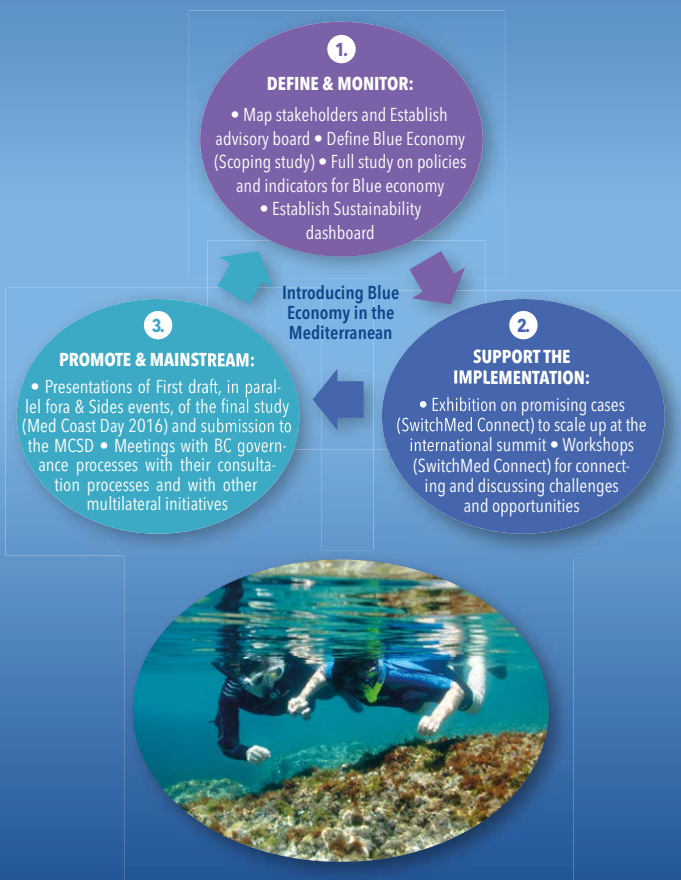 1.
DEFINE & MONITOR:
• Map stakeholders and Establish
advisory board • Define Blue Economy
(Scoping study) • Full study on policies
and indicators for Blue economy
• Establish Sustainability
dashboard
Introducing Blue
Economy in the
Mediterranean
2.
SUPPORT THE
IMPLEMENTATION:
• Exhibition on promising cases
(SwitchMed Connect) to scale up at the
international summit • Workshops
(SwitchMed Connect) for connect-
ing and discussing challenges
and opportunities
3.
PROMOTE & MAINSTREAM:
• Presentations of First draft, in paral-
lel fora & Sides events, of the final study
(Med Coast Day 2016) and submission to
the MCSD • Meetings with BC govern-
ance processes with their consulta-
tion processes and with other
multilateral initiatives